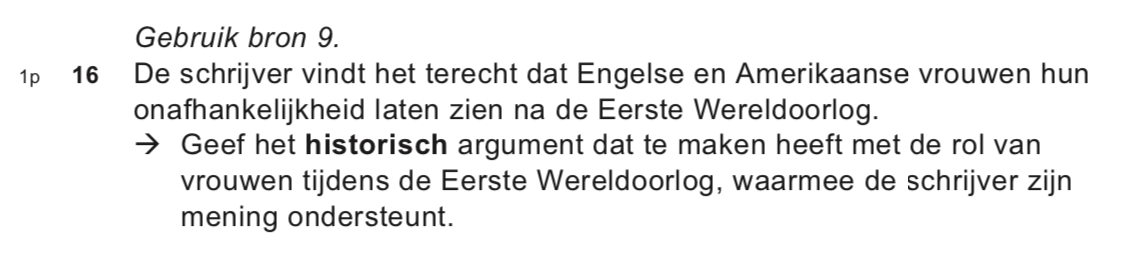 Gebruik bron 9.
1p 16 De schrijver vindt het terecht dat Engelse en Amerikaanse vrouwen hun
onafhankelijkheid laten zien na de Eerste Wereldoorlog.
→ Geef het historisch argument dat te maken heeft met de rol van
vrouwen tijdens de Eerste Wereldoorlog, waarmee de schrijver zijn
mening ondersteunt.